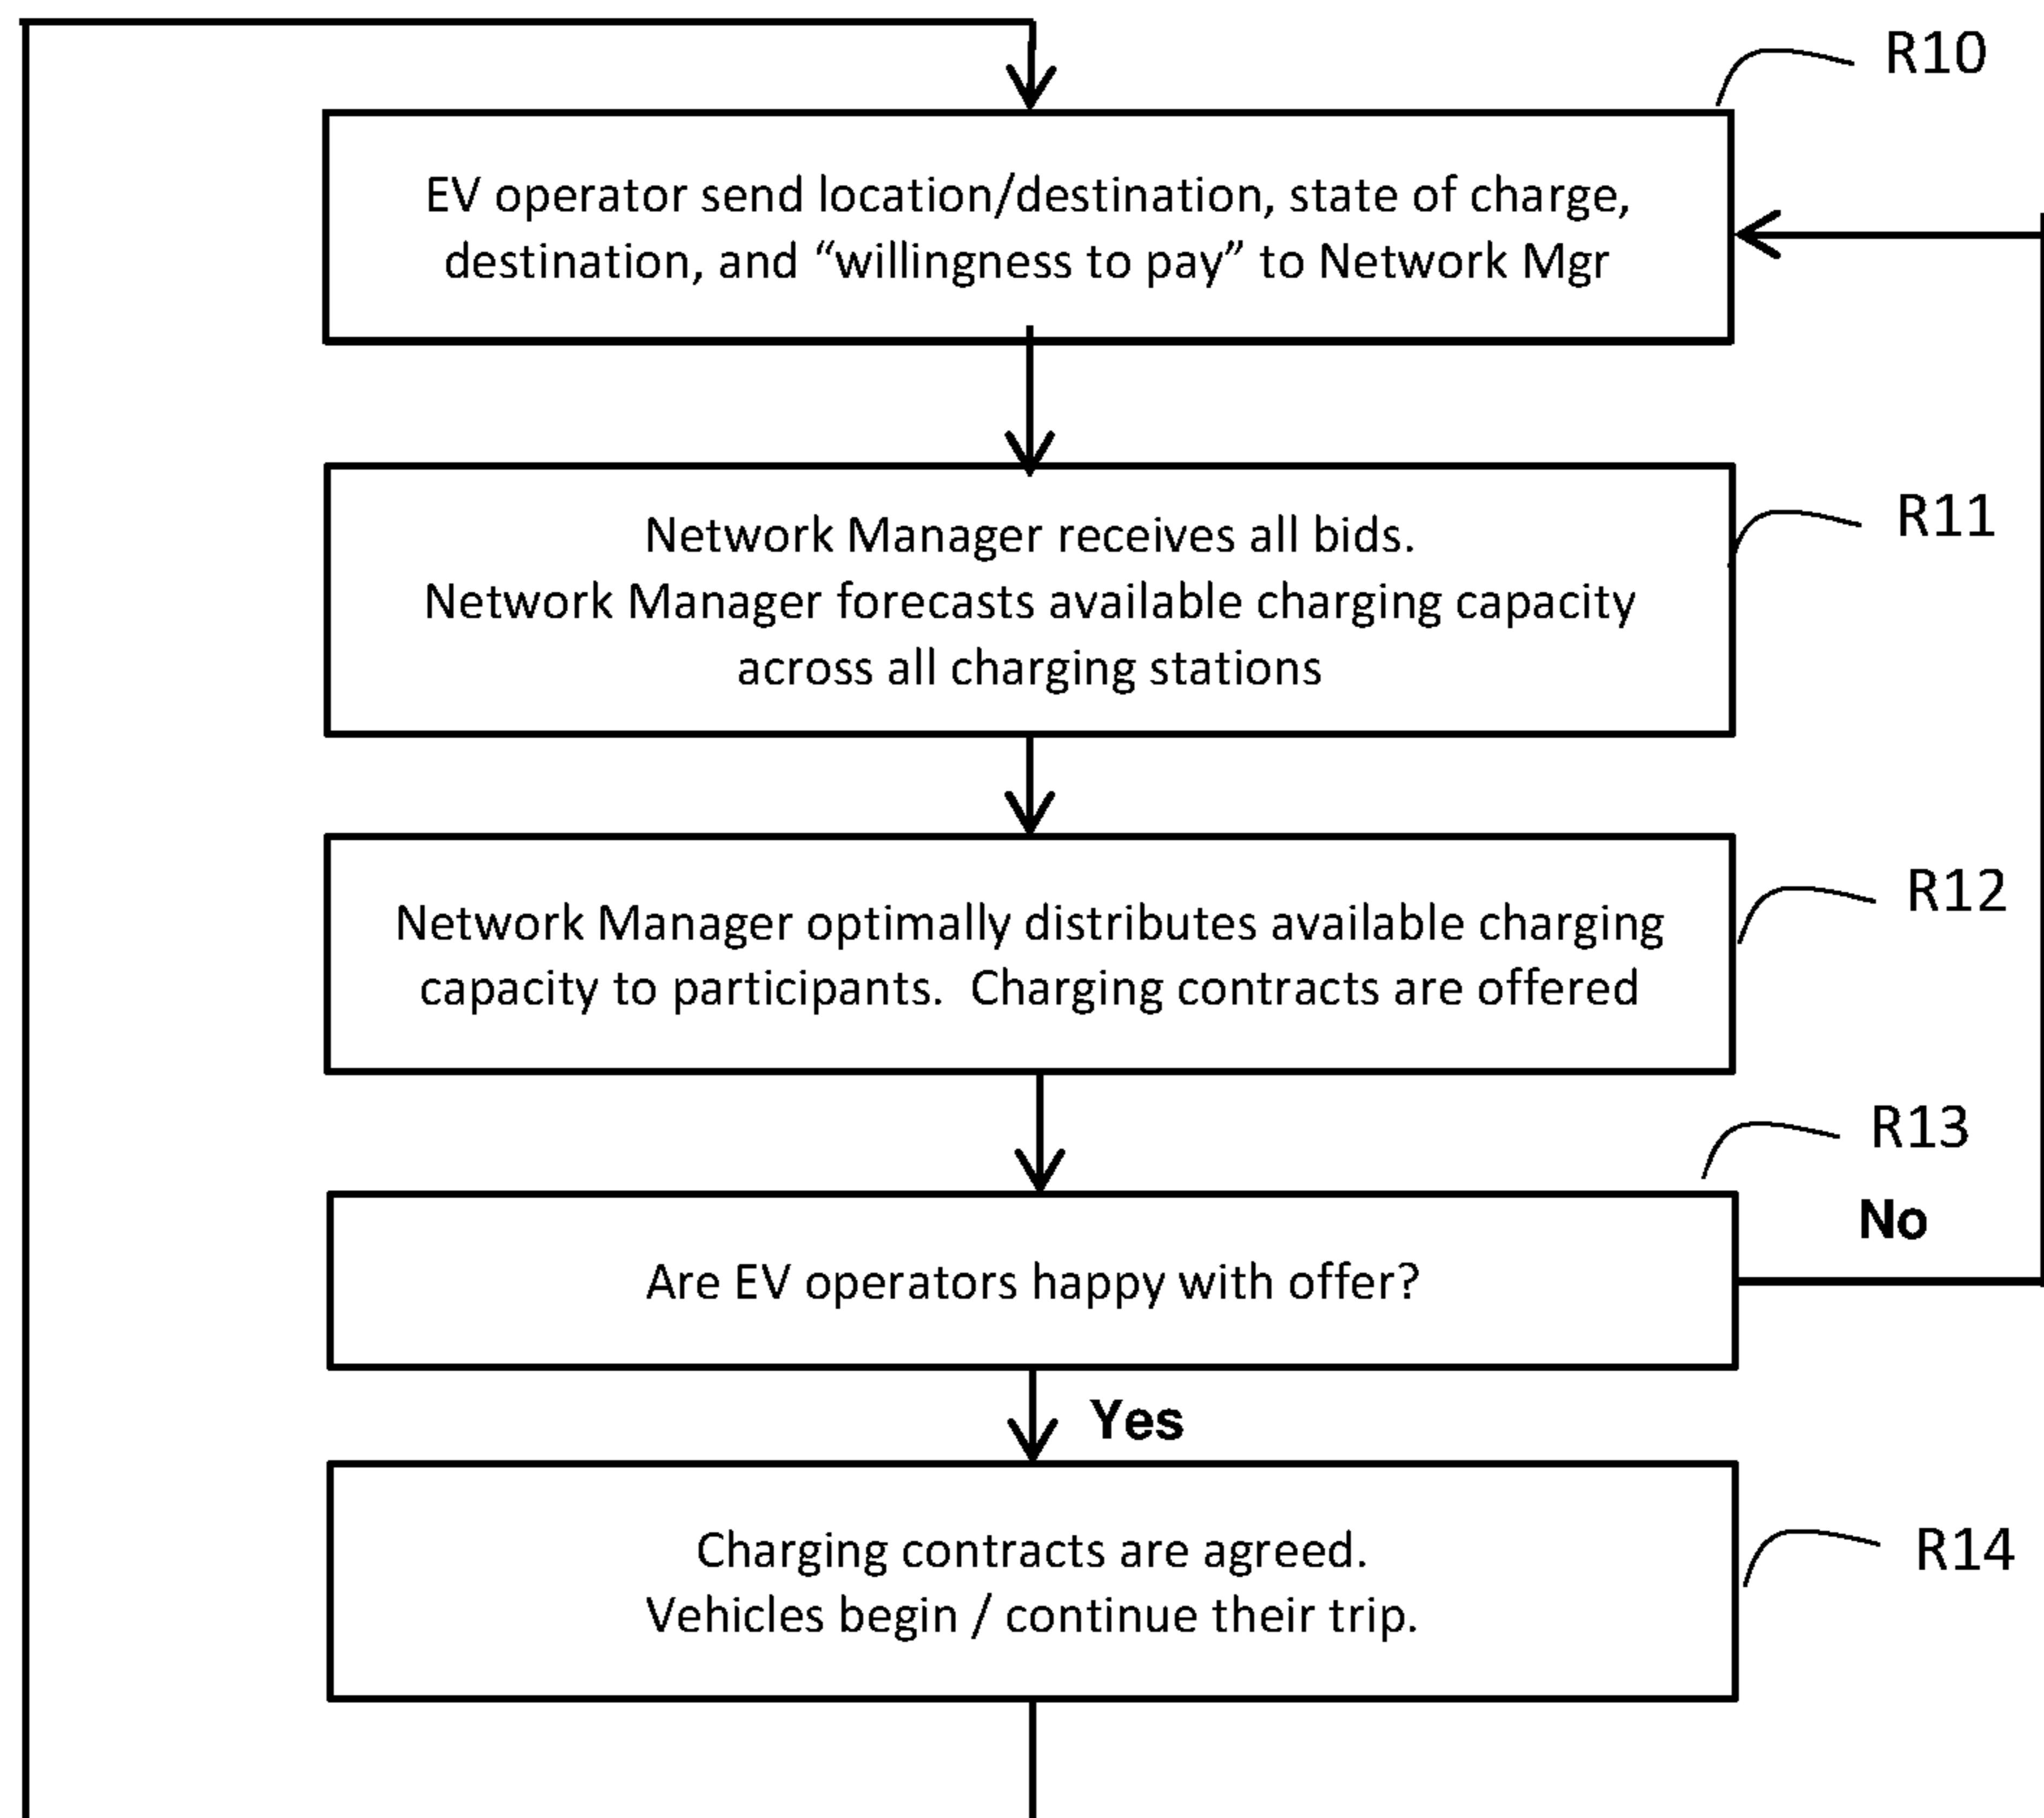 R10
EV operator send location/destination, state of charge,
destination, and “willingness to pay” to Network Mgr
R11
Network Manager receives all bids.
Network Manager forecasts available charging capacity
across all charging stations
R12
Network Manager optimally distributes available charging
capacity to participants.  Charging contracts are offered
R13
No
Are EV operators happy with offer?
Yes
Charging contracts are agreed.
R14
Vehicles begin / continue their trip.